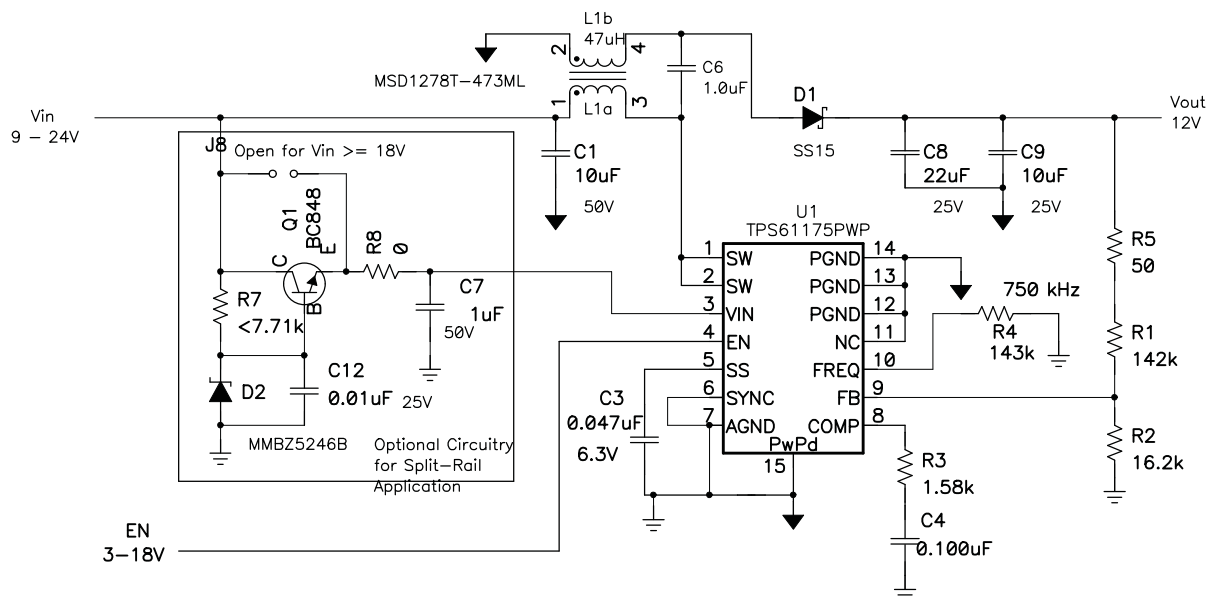 L1b
47uH
2
4
MSD1278T-473ML
C6
1.0uF
1
3
L1a
D1
SS15
Vin
9 - 24V
Vout
12V
J8
Open for Vin >= 18V
C1
10uF
50V
C8
22uF
25V
C9
10uF
25V
Q1
BC848
C
E
B
R8
0
R7
<7.71k
C7
1uF
50V
D2
C12
0.01uF
25V
MMBZ5246B
Optional Circuitry
for Split-Rail
Application
U1
TPS61175PWP
1
SW
PGND
14
2
SW
PGND
13
3
VIN
PGND
12
4
EN
NC
11
5
SS
FREQ
10
6
SYNC
FB
9
7
AGND
COMP
8
PwPd
15
750 kHz
R4
143k
R5
50
R1
142k
R2
16.2k
C3
0.047uF
6.3V
R3
1.58k
C4
0.100uF
EN
3-18V